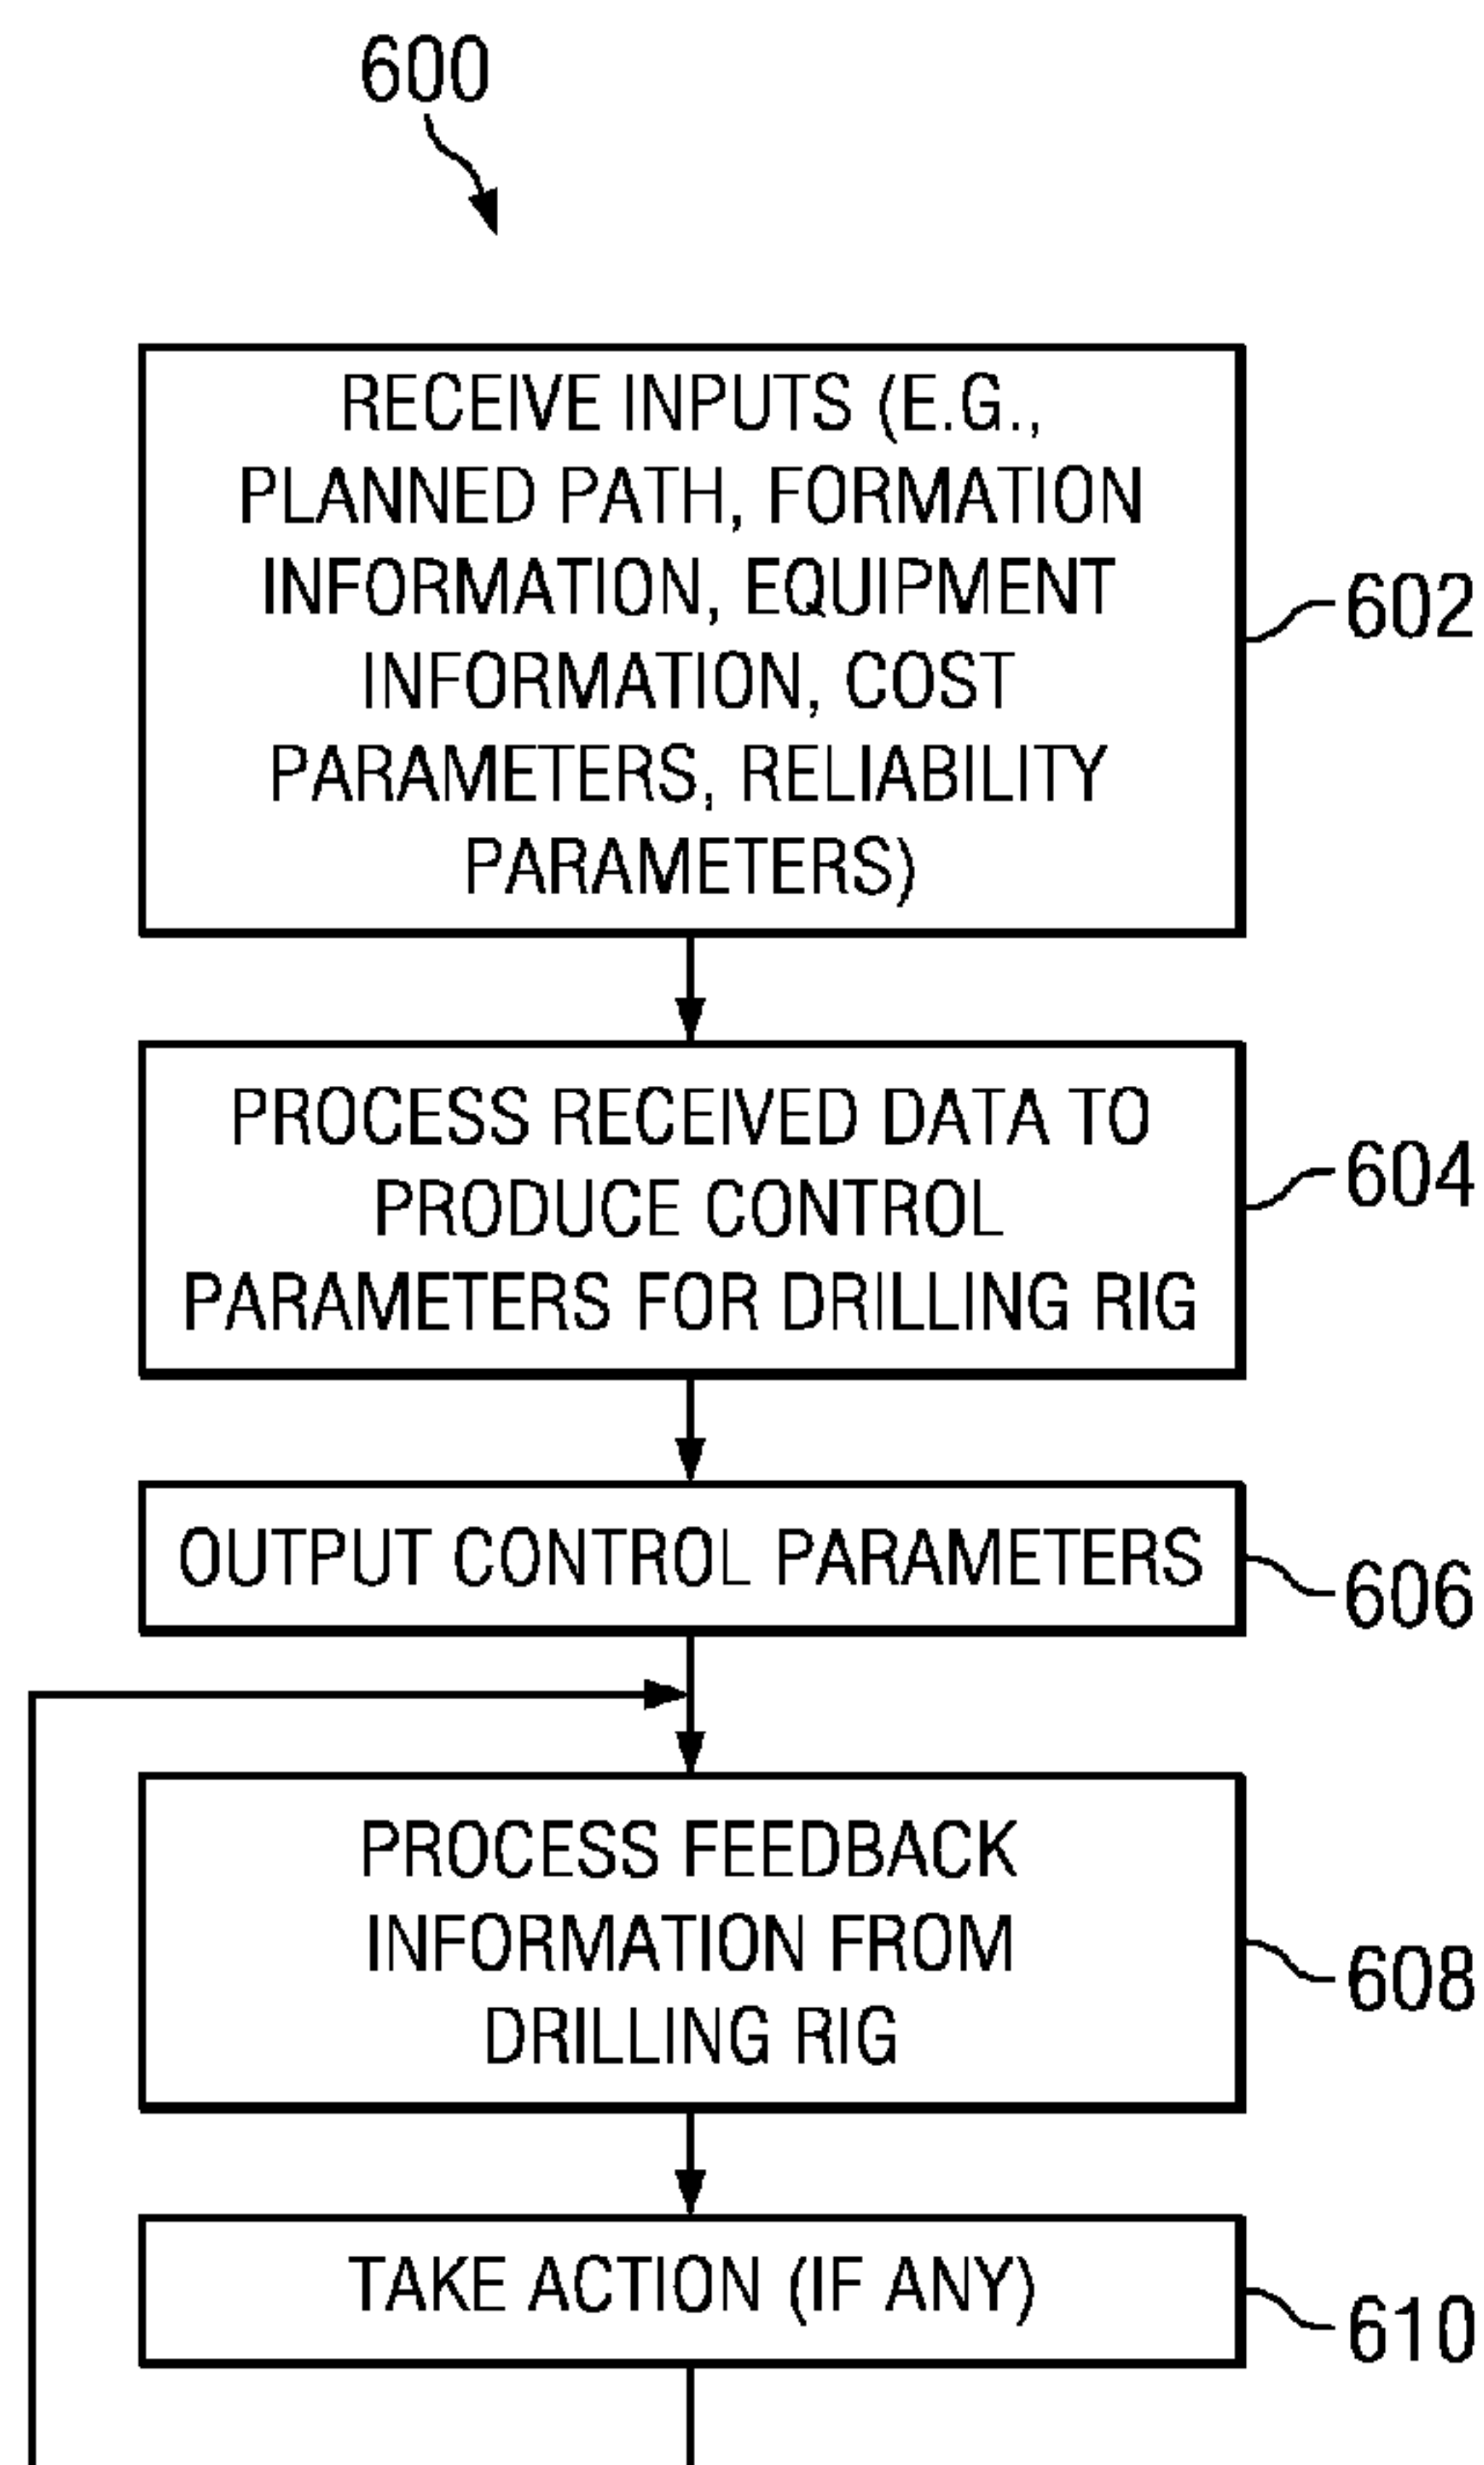 600
RECEIVE INPUTS (E.G.,
PLANNED PATH, FORMATION
INFORMATION, EQUIPMENT
INFORMATION, COST
PARAMETERS, RELIABILITY
PARAMETERS)
602
PROCESS RECEIVED DATA TO
PRODUCE CONTROL
PARAMETERS FOR DRILLING RIG
604
OUTPUT CONTROL PARAMETERS
606
PROCESS FEEDBACK
INFORMATION FROM
DRILLING RIG
608
TAKE ACTION (IF ANY)
610